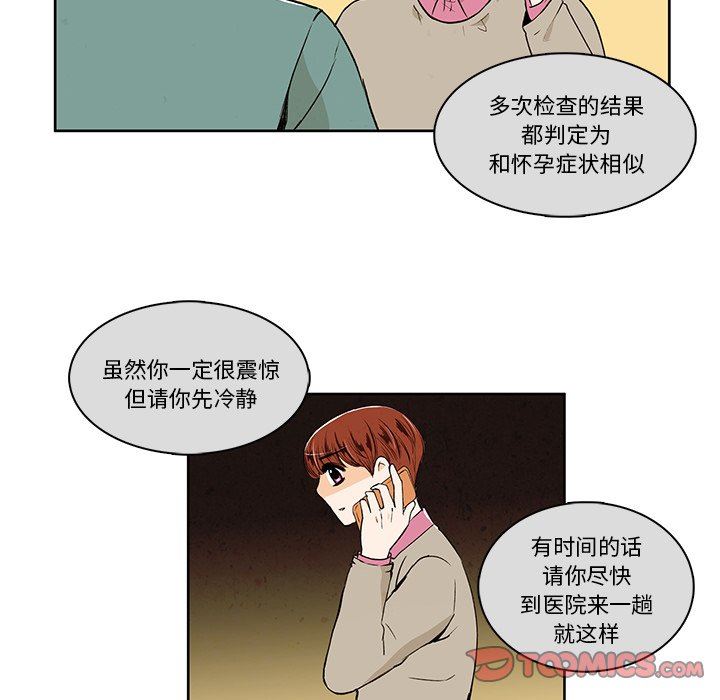 多次检查的结果
都判定为
和怀孕症状相似
虽然你一定很震惊
但请你先冷静
有时间的话
请你尽快
到医院来一趟
就这样
TOOMICS.COM